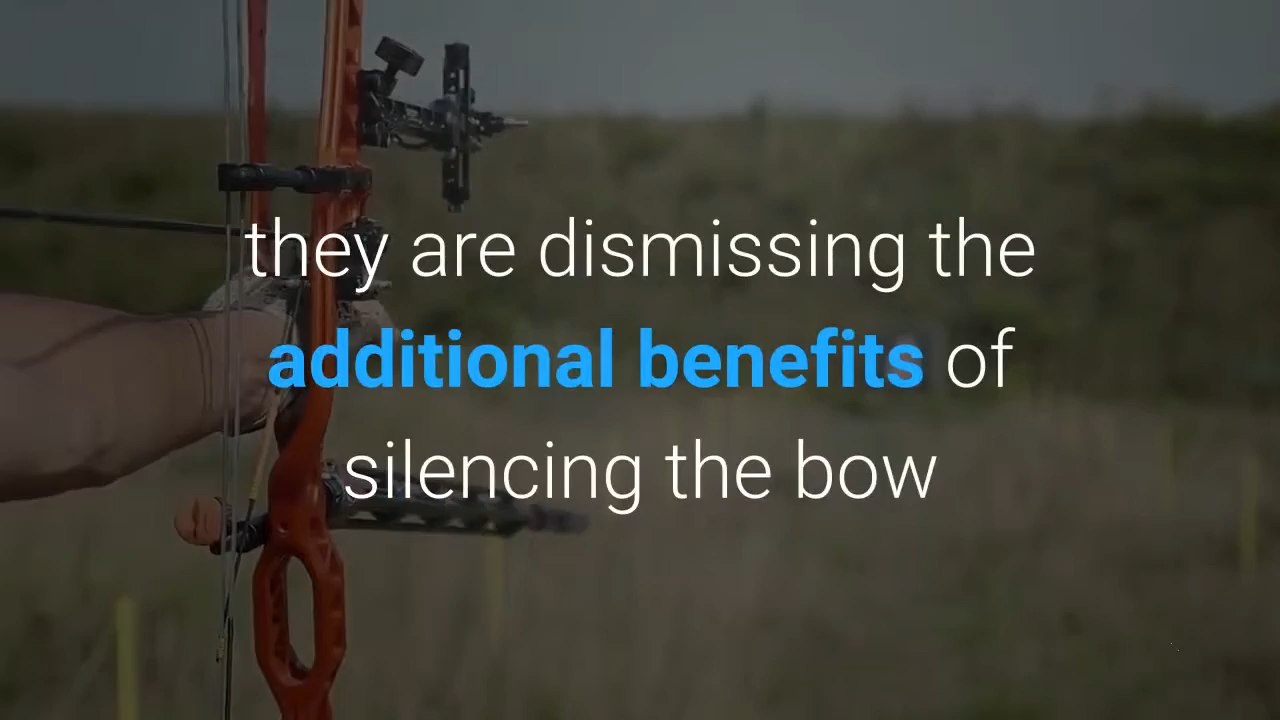 they are dismissing the
additional benefits of
silencing the bow